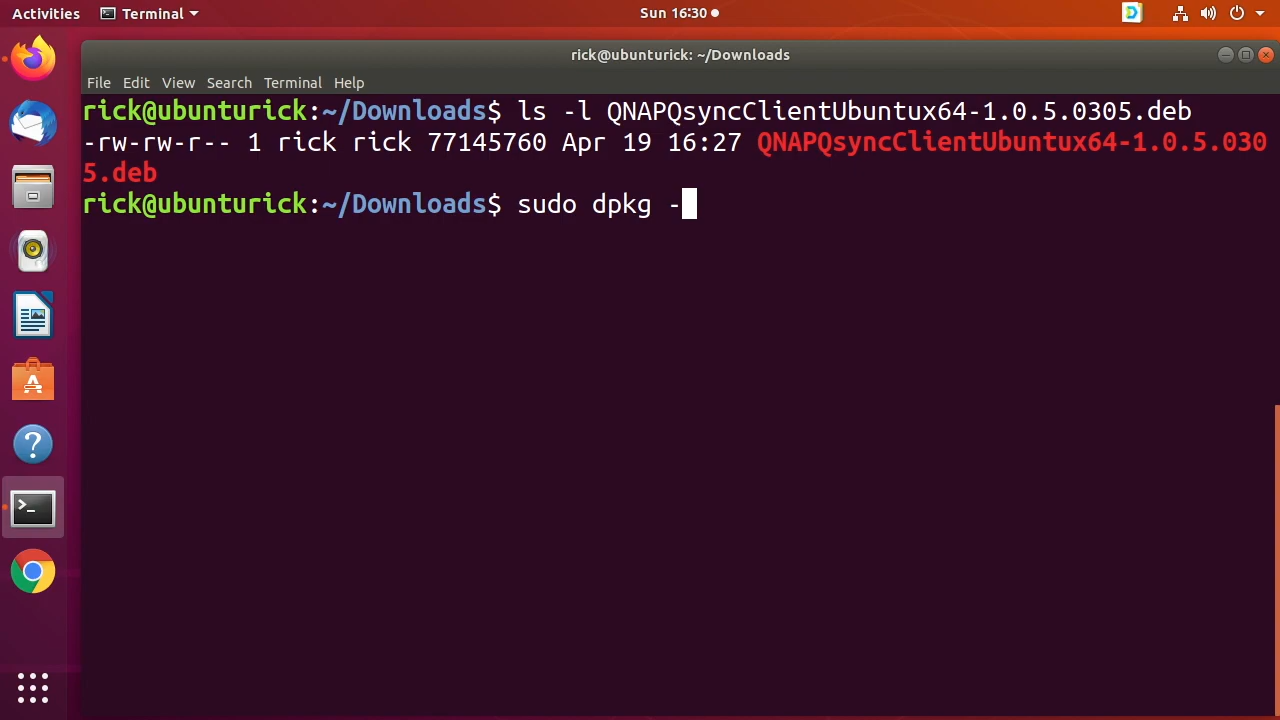 Activities Terminal Sun 16:30
rick@ubunturick: ~/Downloads
File Edit View Search Terminal Help
rick@ubunturick:~/Downloads$ ls -l QNAPQsyncClientUbuntux64-1.0.5.0305.deb
-rw-rw-r-- 1 rick rick 77145760 Apr 19 16:27 QNAPQsyncClientUbuntux64-1.0.5.030
5.deb
rick@ubunturick:~/Downloads$ sudo dpkg -